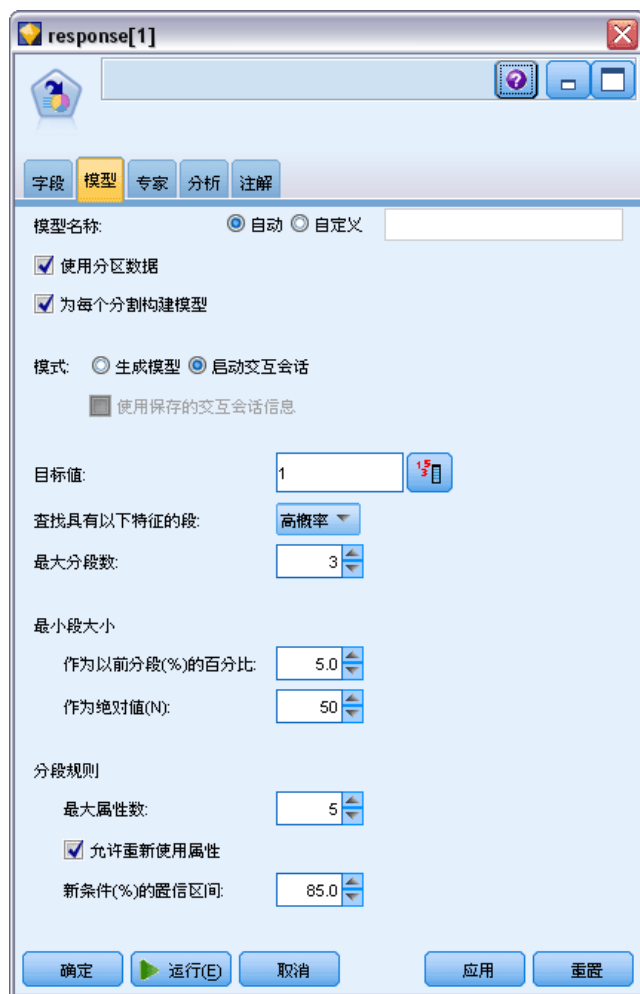 response[1]
字段 模型 专家 分析 注解
模型名称: 自动 自定义
使用分区数据
为每个分割构建模型
模式: 生成模型 启动交互会话
使用保存的交互会话信息
目标值: 1
查找具有以下特征的段: 高概率
最大分段数: 3
最小段大小
作为以前分段(%)的百分比: 5.0
作为绝对值(N): 50
分段规则
最大属性数: 5
允许重新使用属性
新条件(%)的置信区间: 85.0
确定 运行(E) 取消 应用 重置